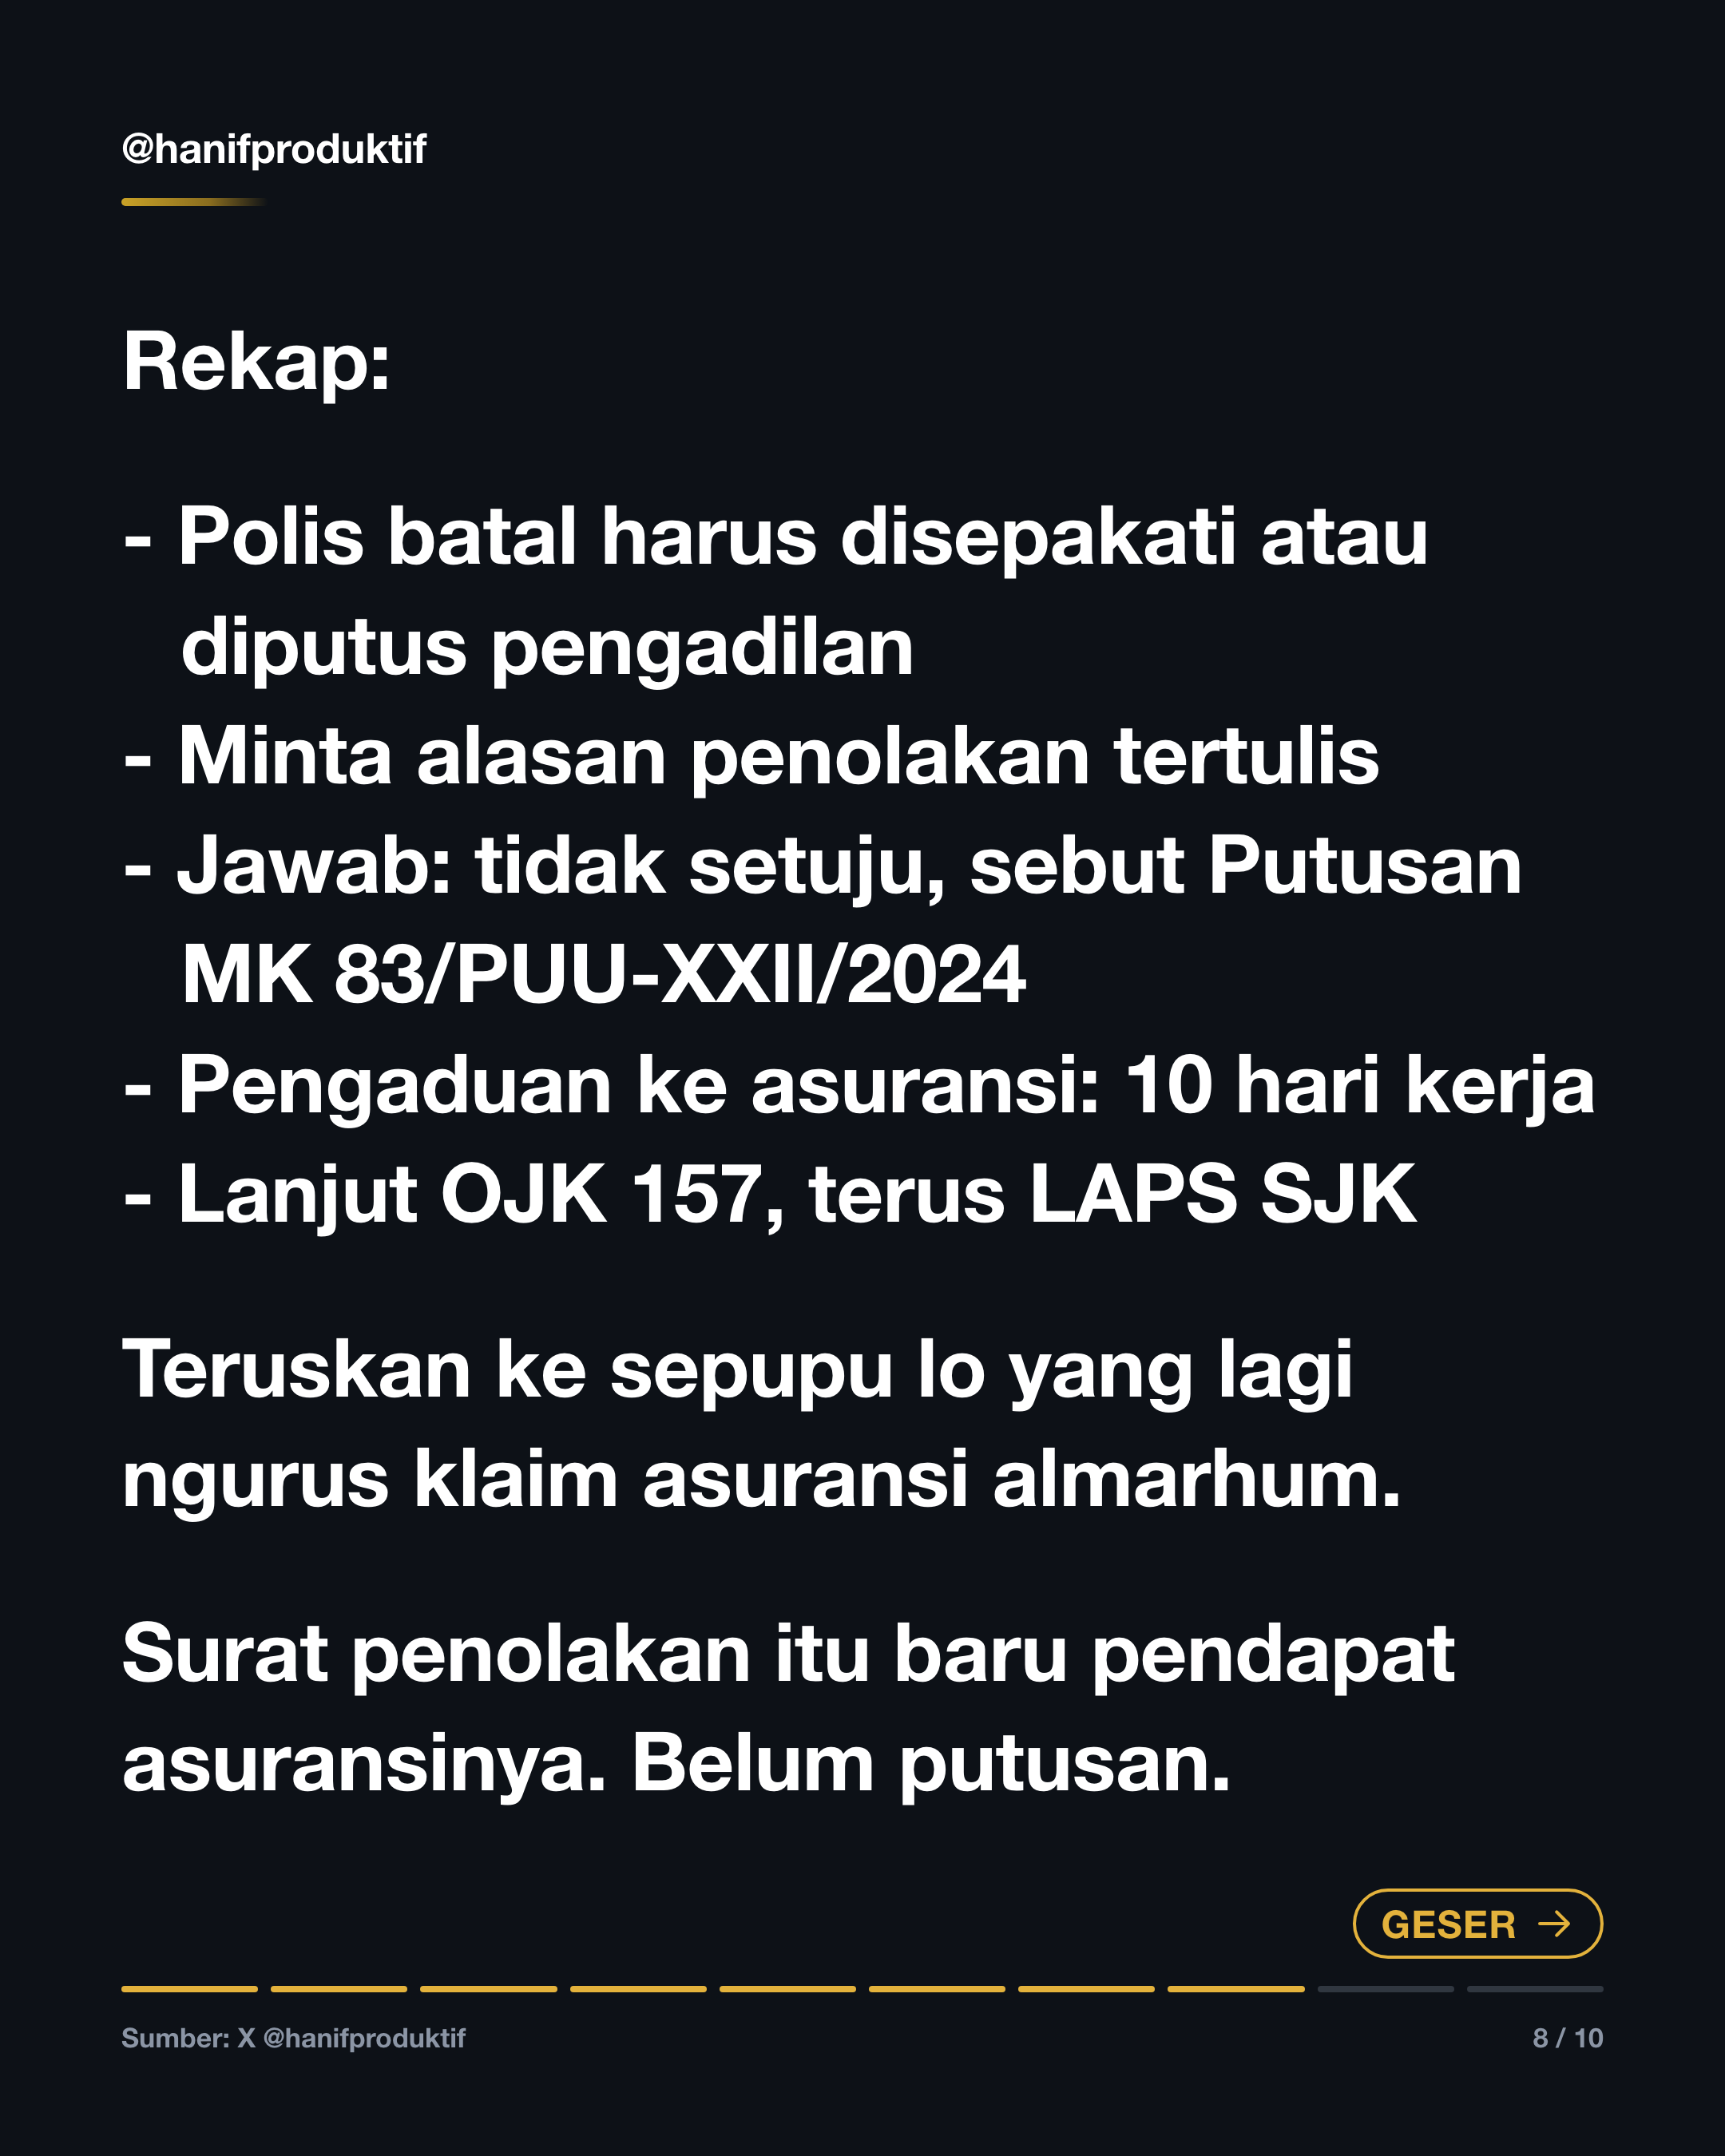 @hanifproduktif
Rekap:
- Polis batal harus disepakati atau
diputus pengadilan
- Minta alasan penolakan tertulis
- Jawab: tidak setuju, sebut Putusan
MK 83/PUU-XXII/2024
- Pengaduan ke asuransi: 10 hari kerja
- Lanjut OJK 157, terus LAPS SJK
Teruskan ke sepupu lo yang lagi
ngurus klaim asuransi almarhum.
Surat penolakan itu baru pendapat
asuransinya. Belum putusan.
GESER →
Sumber: X @hanifproduktif
8 / 10